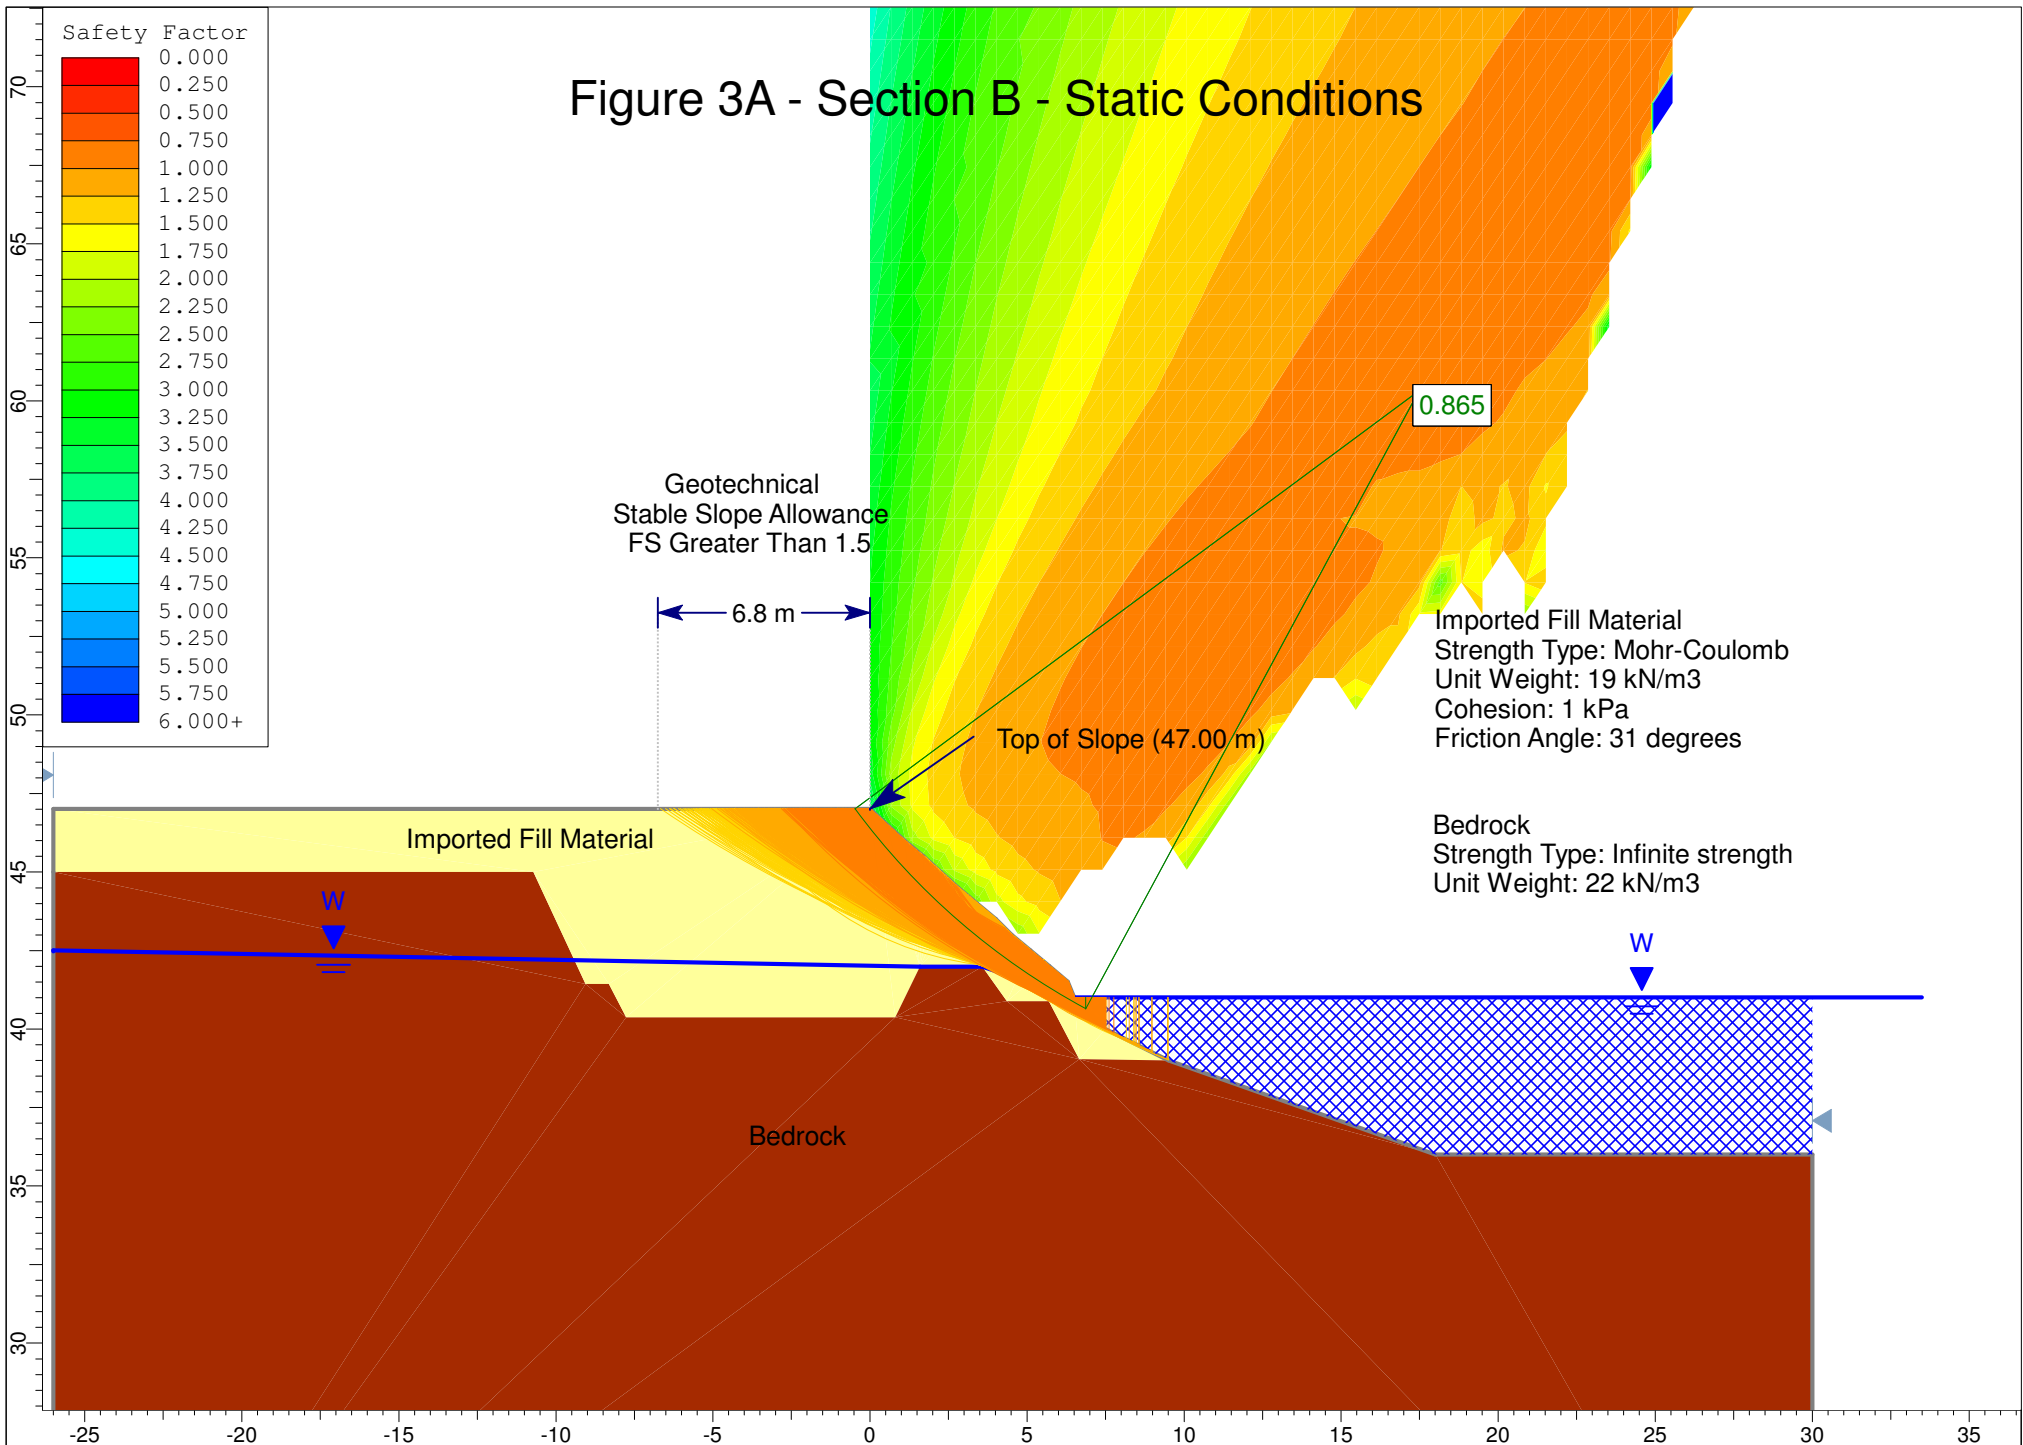 Safety Factor
0.000
0.250
0.500
0.750
1.000
1.250
1.500
1.750
2.000
2.250
2.500
2.750
3.000
3.250
3.500
3.750
4.000
4.250
4.500
4.750
5.000
5.250
5.500
5.750
6.000+
Figure 3A - Section B - Static Conditions
0.865
Geotechnical
Stable Slope Allowance
FS Greater Than 1.5
6.8 m
Top of Slope (47.00 m)
Imported Fill Material
Strength Type: Mohr-Coulomb
Unit Weight: 19 kN/m3
Cohesion: 1 kPa
Friction Angle: 31 degrees
Bedrock
Strength Type: Infinite strength
Unit Weight: 22 kN/m3
Imported Fill Material
W
W
Bedrock
70
65
60
55
50
45
40
35
30
-25
-20
-15
-10
-5
0
5
10
15
20
25
30
35